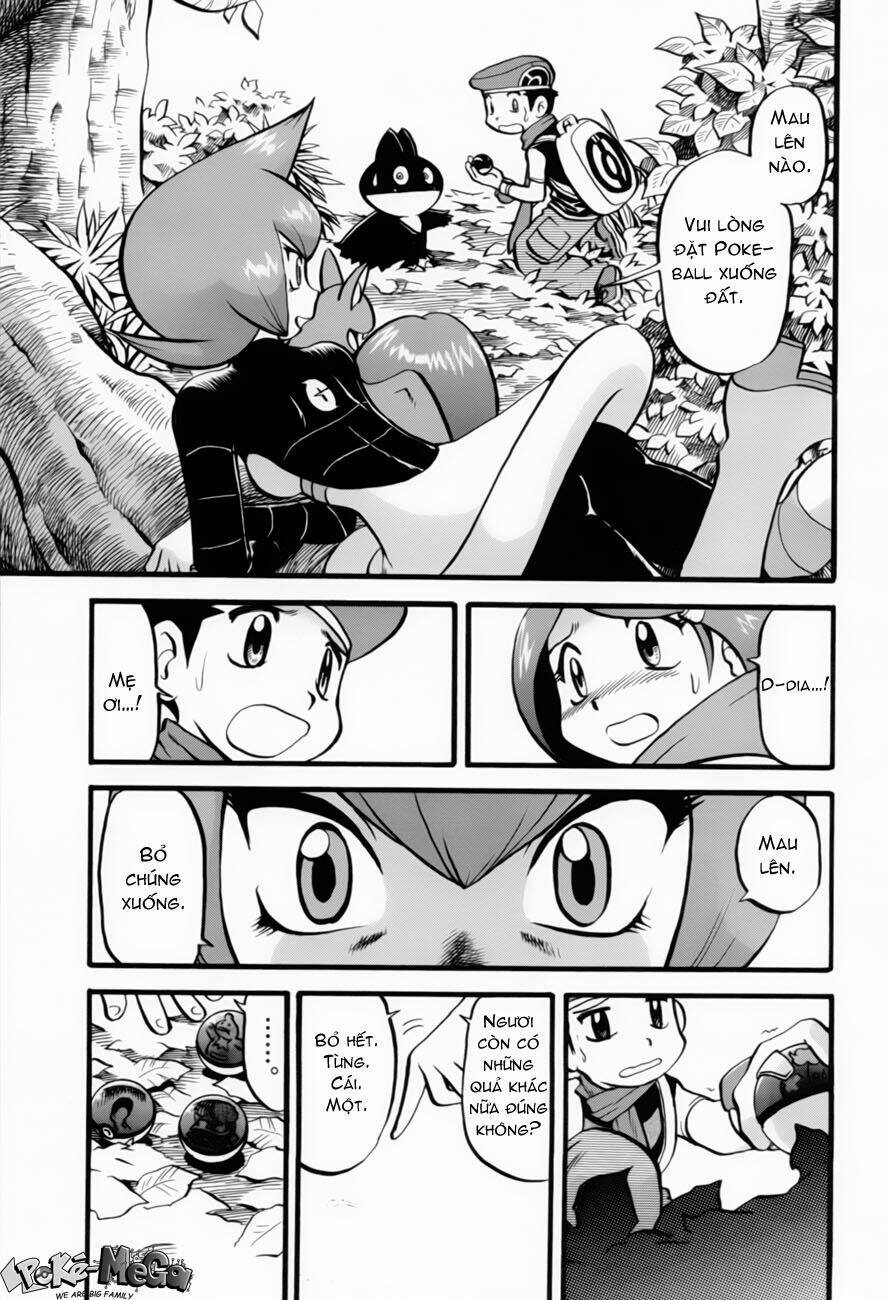 MAU
LÊN
NÀO.
VUI LÒNG
ĐẶT POKE-
BALL XUỐNG
ĐẤT.
D-DIA...!
MẸ
ƠI...!
MAU
LÊN.
BỎ
CHÚNG
XUỐNG.
NGƯƠI
CÒN CÓ
NHỮNG
QUẢ KHÁC
NỮA ĐÚNG
KHÔNG?
BỎ HẾT.
TỪNG.
CÁI.
MỘT.
........
POKÉ-MEGA
WE ARE BIG FAMILY